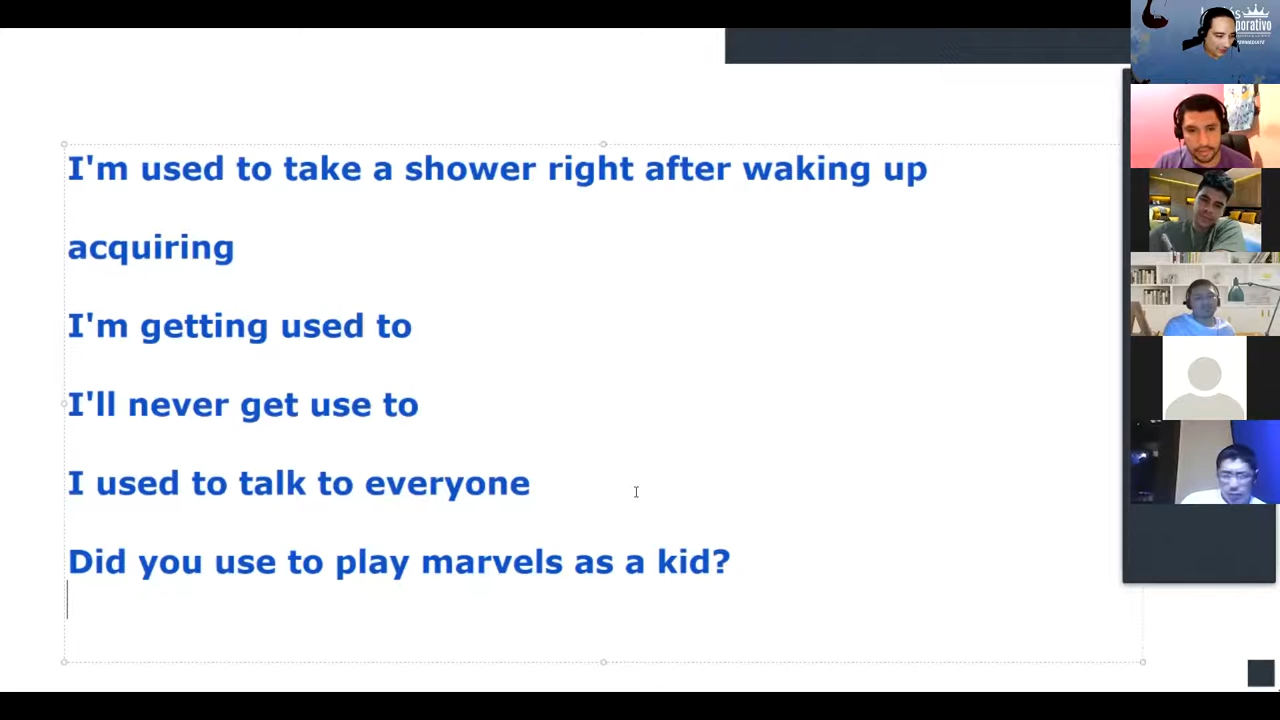 I'm used to take a shower right after waking up
acquiring
I'm getting used to
I'll never get use to
I used to talk to everyone
Did you use to play marvels as a kid?